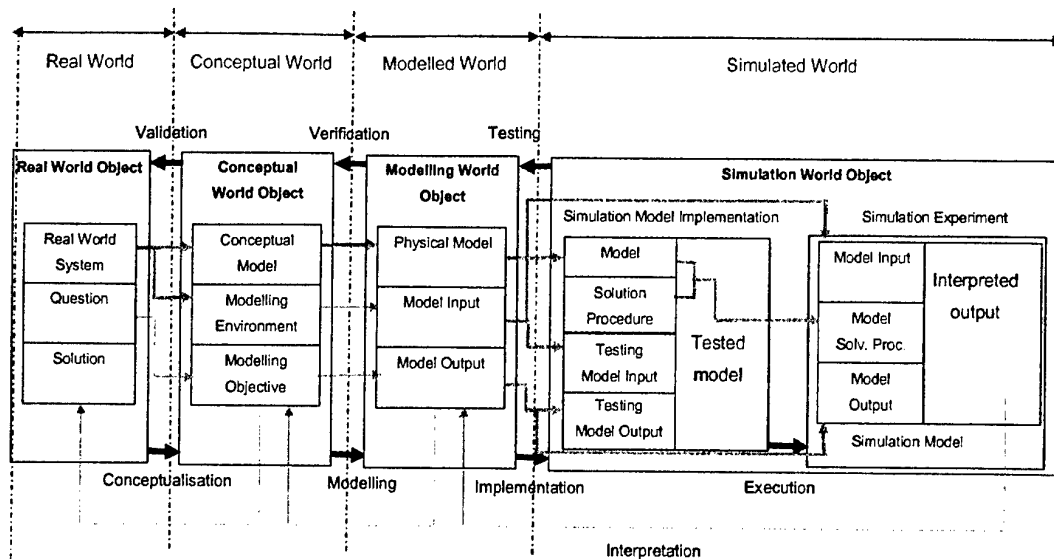 Real World
Conceptual World
Modelled World
Simulated World
Validation
Verification
Testing
Real World Object
Conceptual
World Object
Modelling World
Object
Simulation World Object
Real World
System
Question
Solution
Conceptual
Model
Modelling
Environment
Modelling
Objective
Physical Model
Model Input
Model Output
Simulation Model Implementation
Model
Solution
Procedure
Testing
Model Input
Testing
Model Output
Tested
model
Simulation Experiment
Model Input
Model
Solv. Proc.
Model
Output
Interpreted
output
Simulation Model
Conceptualisation
Modelling
Implementation
Execution
Interpretation